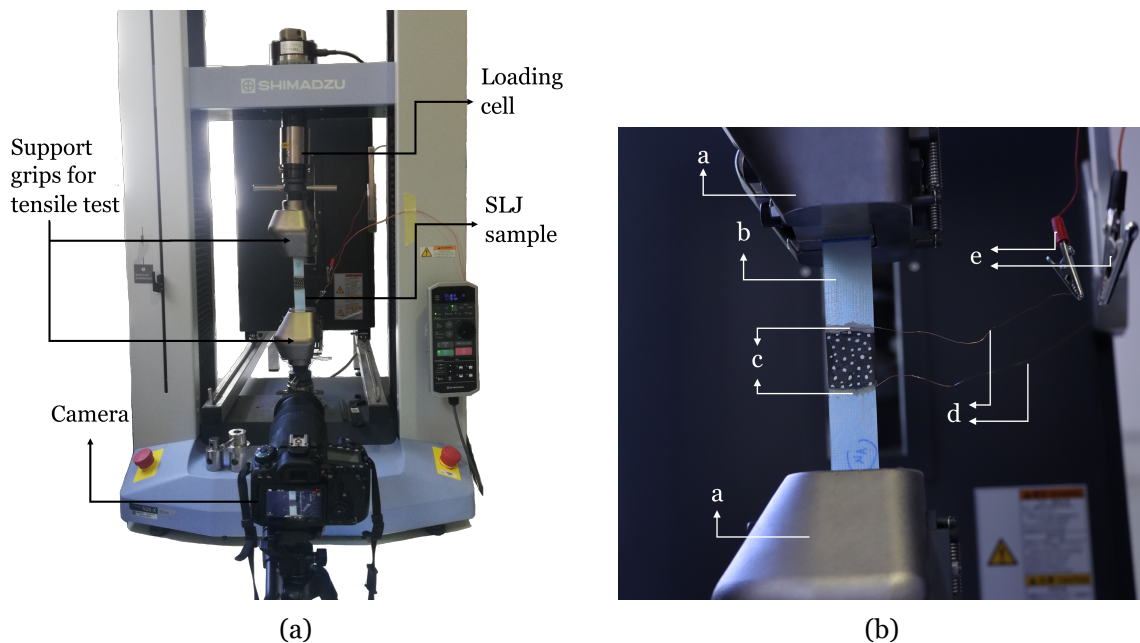 SHIMADZU
Loading
cell
Support
grips for
tensile test
SLJ
sample
Camera
(a)
a
b
c
d
e
a
(b)